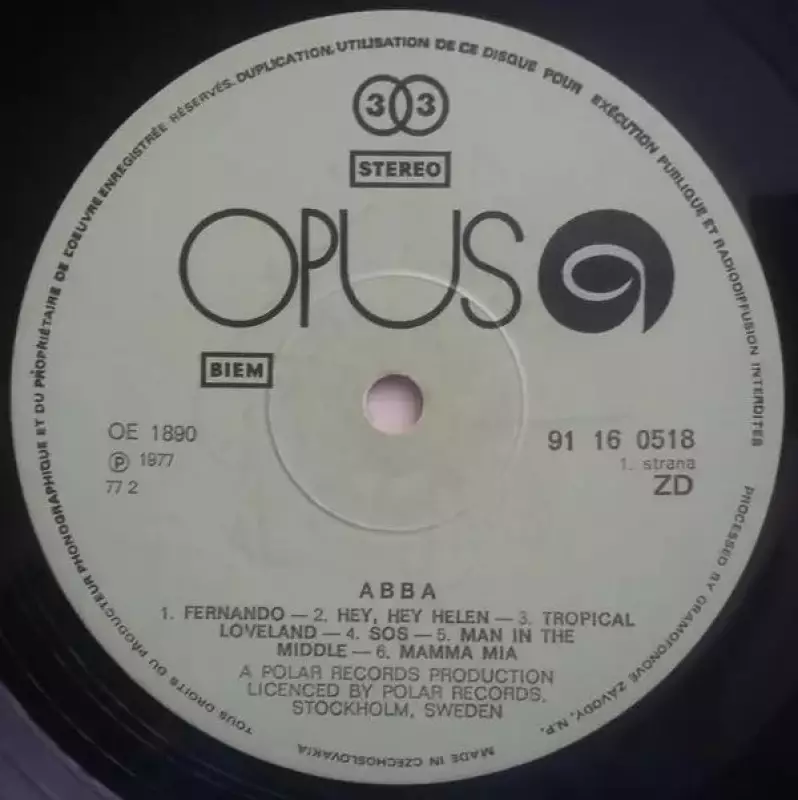 TOUS DROITS DU PRODUCTEUR PHONOGRAPHIQUE ET DU PROPRIÉTAIRE DE L'OEUVRE ENREGISTRÉE RÉSERVÉS. DUPLICATION, UTILISATION DE CE DISQUE POUR EXÉCUTION PUBLIQUE ET RADIODIFFUSION INTERDITES
33
STEREO
OPUS
BIEM
OE 1890
91 16 0518
Ⓟ 1977
1. strana
77 2
ZD
ABBA
1. FERNANDO — 2. HEY, HEY HELEN — 3. TROPICAL
LOVELAND — 4. SOS — 5. MAN IN THE
MIDDLE — 6. MAMMA MIA
A POLAR RECORDS PRODUCTION
LICENCED BY POLAR RECORDS,
STOCKHOLM, SWEDEN
PROCESSED BY GRAMOFONOVÉ ZÁVODY, N.P.
MADE IN CZECHOSLOVAKIA